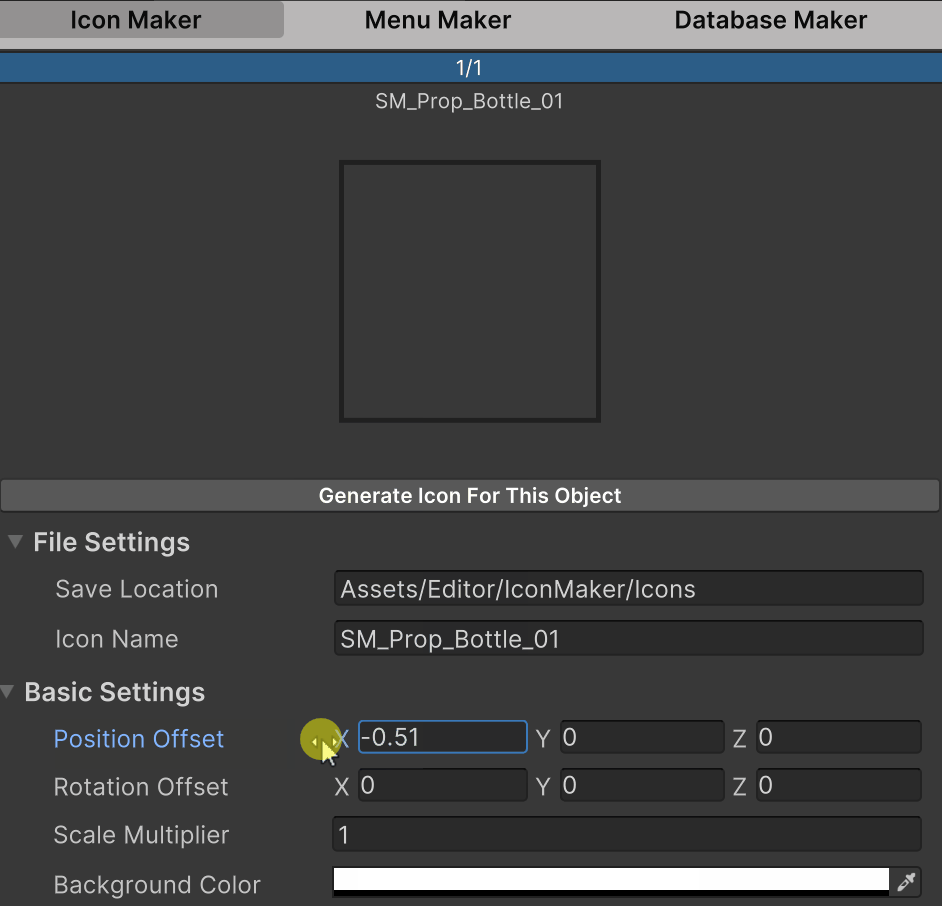 Icon Maker Menu Maker Database Maker
1/1
SM_Prop_Bottle_01
Generate Icon For This Object
File Settings
Save Location Assets/Editor/IconMaker/Icons
Icon Name SM_Prop_Bottle_01
Basic Settings
Position Offset X -0.51 Y 0 Z 0
Rotation Offset X 0 Y 0 Z 0
Scale Multiplier 1
Background Color